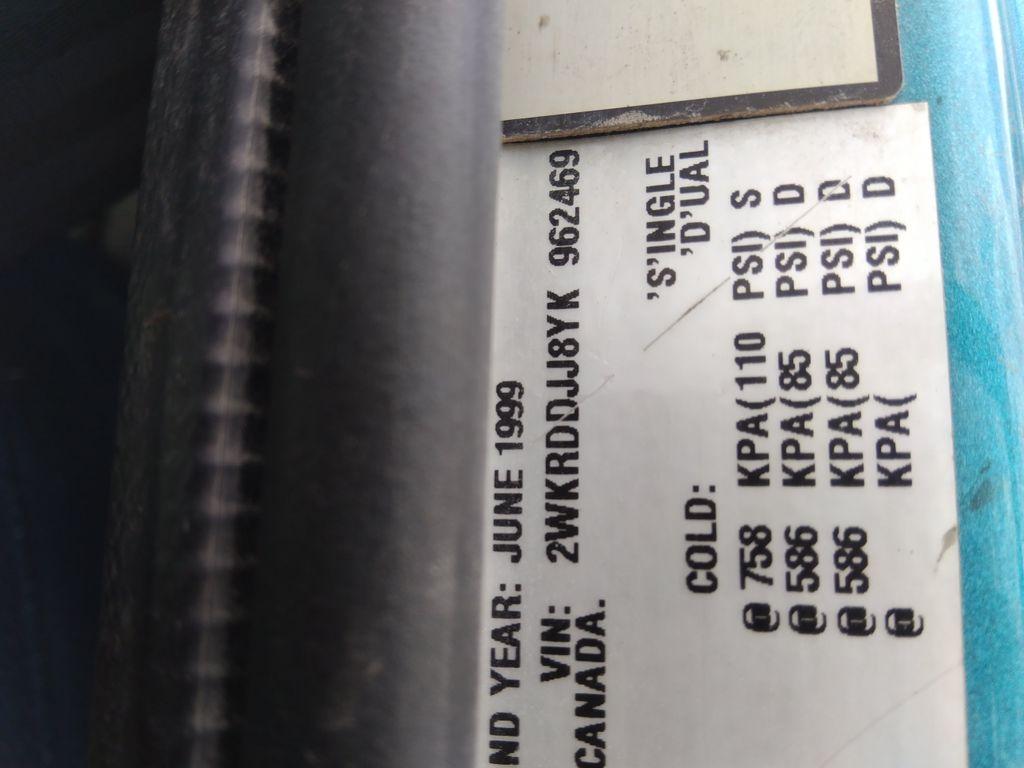 ND YEAR: JUNE 1999
VIN: 2WKRDDJJ8YK 962469
CANADA.
'S'INGLE
COLD: 'D'UAL
@ 758 KPA(110 PSI) S
@ 586 KPA(85 PSI) D
@ 586 KPA(85 PSI) D
@ KPA( PSI) D